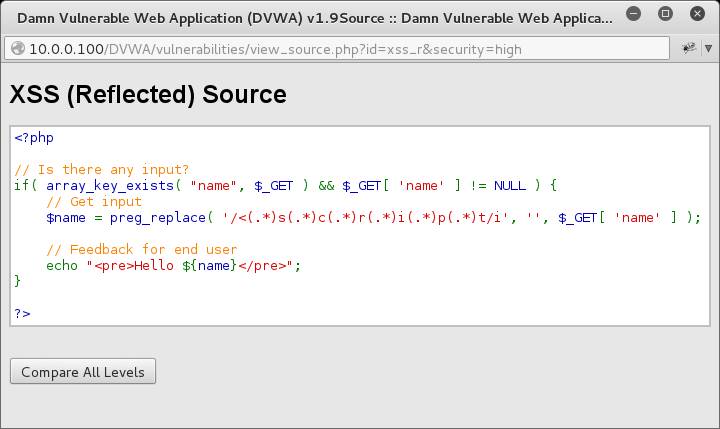 Damn Vulnerable Web Application (DVWA) v1.9Source :: Damn Vulnerable Web Applica...
10.0.0.100/DVWA/vulnerabilities/view_source.php?id=xss_r&security=high
XSS (Reflected) Source
<?php
// Is there any input?
if( array_key_exists( "name", $_GET ) && $_GET[ 'name' ] != NULL ) {
    // Get input
    $name = preg_replace( '/<(.*)s(.*)c(.*)r(.*)i(.*)p(.*)t/i', '', $_GET[ 'name' ] );
    // Feedback for end user
    echo "<pre>Hello ${name}</pre>";
}
?>
Compare All Levels